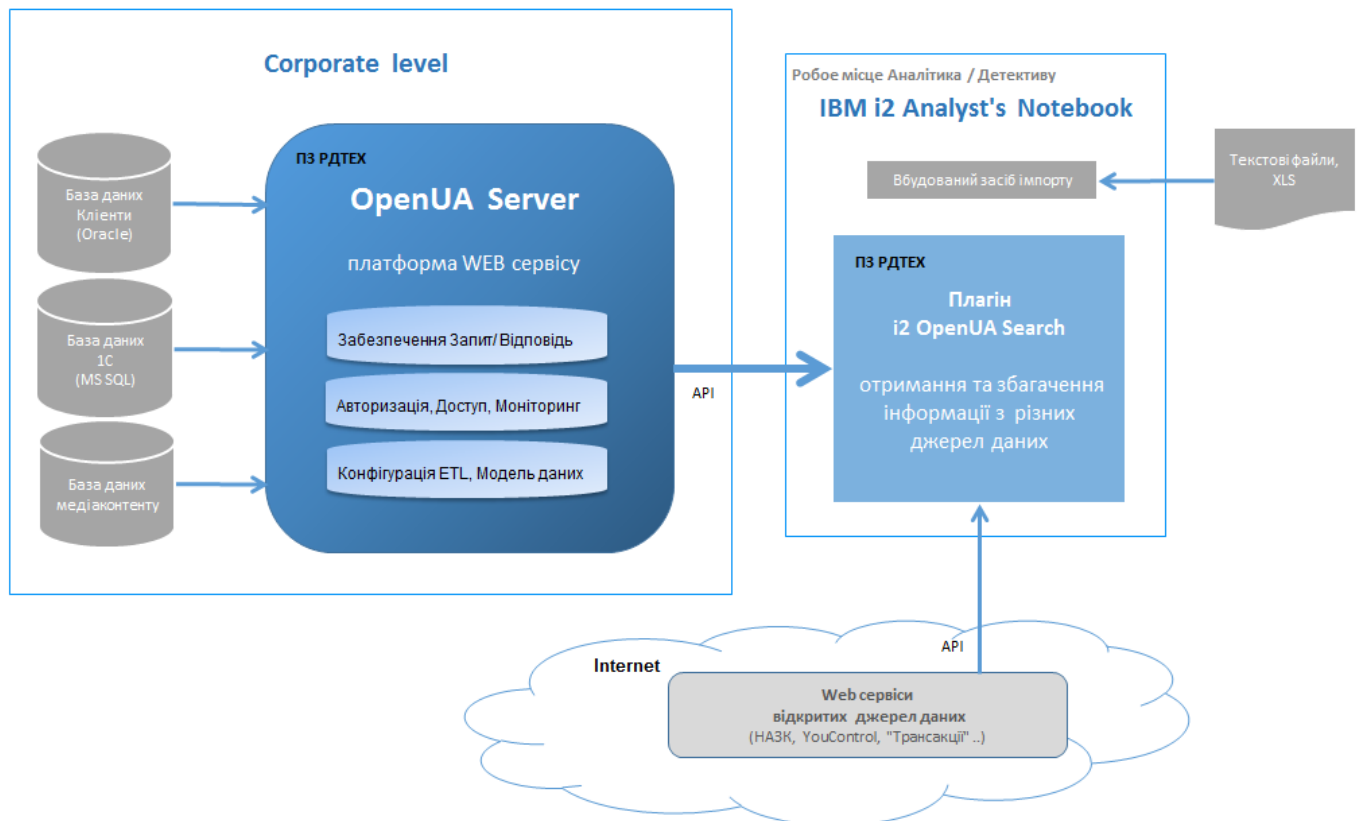 Corporate level
База даних
Клієнти
(Oracle)
База даних
1С
(MS SQL)
База даних
медіаконтенту
ПЗ РДТЕХ
OpenUA Server
платформа WEB сервісу
Забезпечення Запит/Відповідь
Авторизація, Доступ, Моніторинг
Конфігурація ETL, Модель даних
API
Робоє місце Аналітика / Детективу
IBM i2 Analyst's Notebook
Вбудований засіб імпорту
Текстові файли,
XLS
ПЗ РДТЕХ
Плагін
i2 OpenUA Search
отримання та збагачення
інформації з різних
джерел даних
API
Internet
Web сервіси
відкритих джерел даних
(НАЗК, YouControl, "Трансакції" ..)